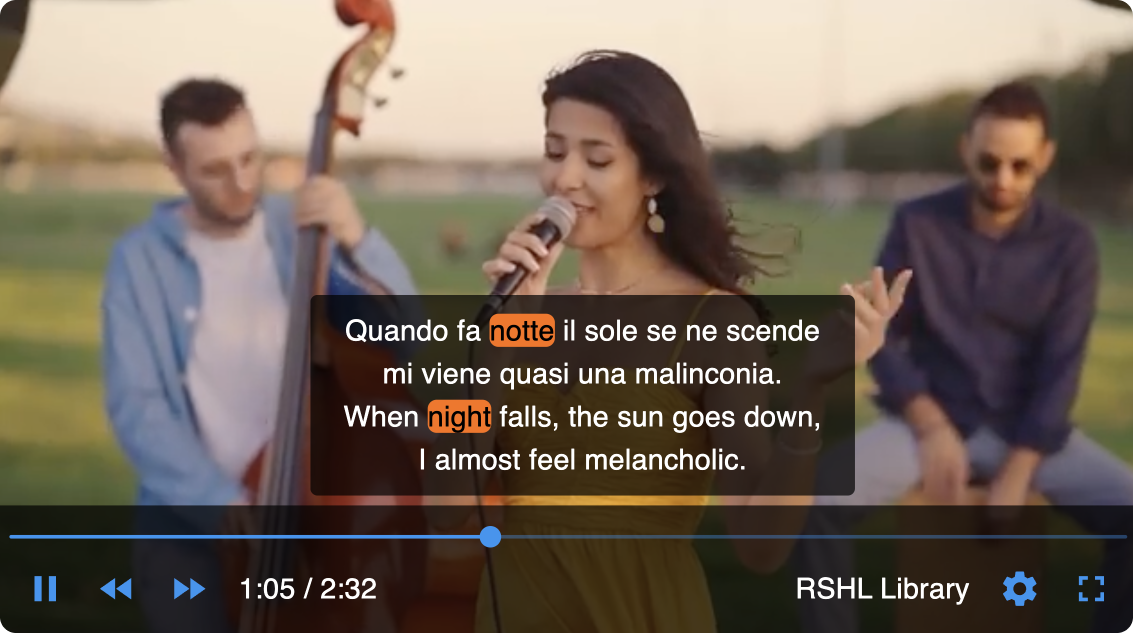 Quando fa notte il sole se ne scende
mi viene quasi una malinconia.
When night falls, the sun goes down,
I almost feel melancholic.
1:05 / 2:32
RSHL Library